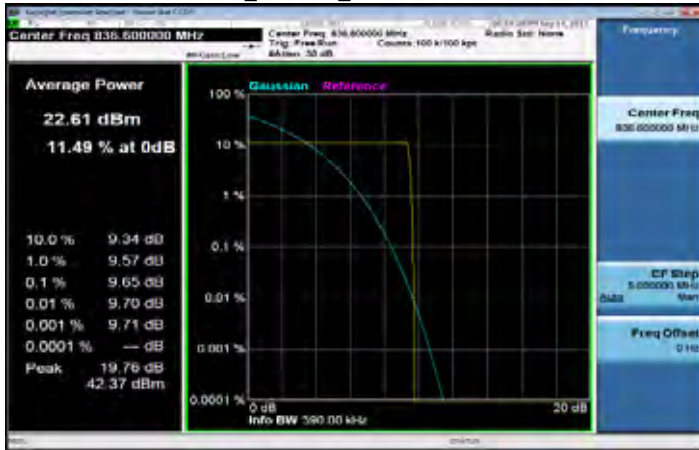 Center Freq 836.600000 MHz
Center Freq: 836.600000 MHz
Radio Std: None
Trig: Free Run
Counts: 100 k/100 kpt
#IFGain:Low
#Atten: 30 dB
Frequency
Average Power
22.61 dBm
11.49 % at 0dB
10.0 % 9.34 dB
1.0 % 9.57 dB
0.1 % 9.65 dB
0.01 % 9.70 dB
0.001 % 9.71 dB
0.0001 % --- dB
Peak 19.76 dB
42.37 dBm
Gaussian Reference
100 %
10 %
1 %
0.1 %
0.01 %
0.001 %
0.0001 %
0 dB
20 dB
Info BW 390.00 kHz
Center Freq
836.600000 MHz
CF Step
5.000000 MHz
Auto Man
Freq Offset
0 Hz